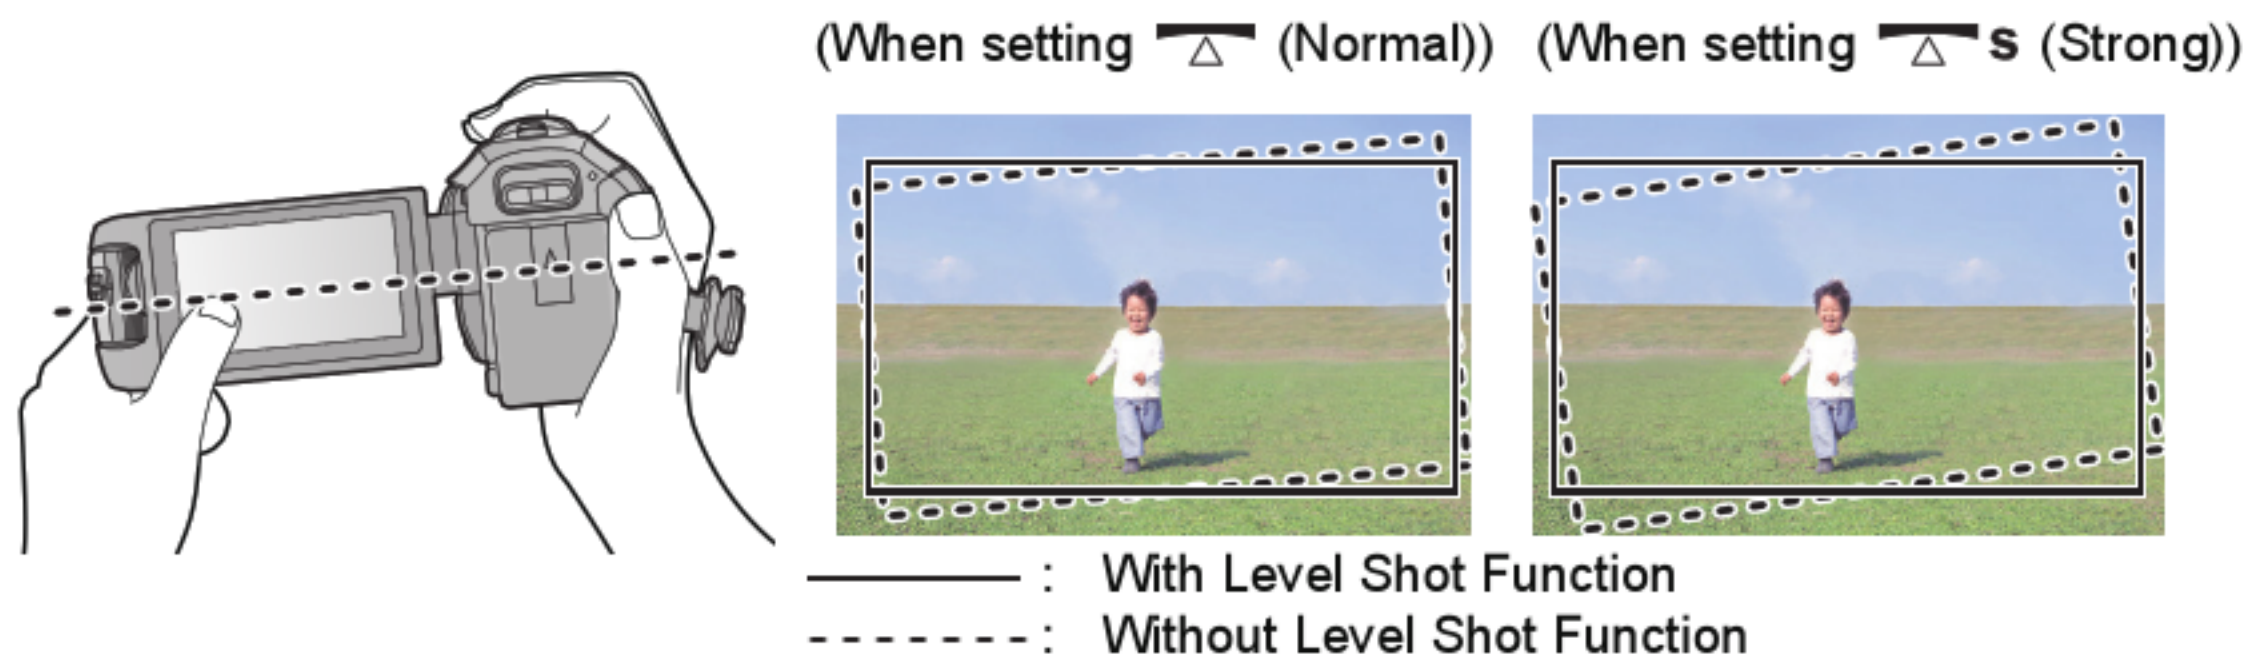 (When setting (Normal))
(When setting S (Strong))
: With Level Shot Function
: Without Level Shot Function